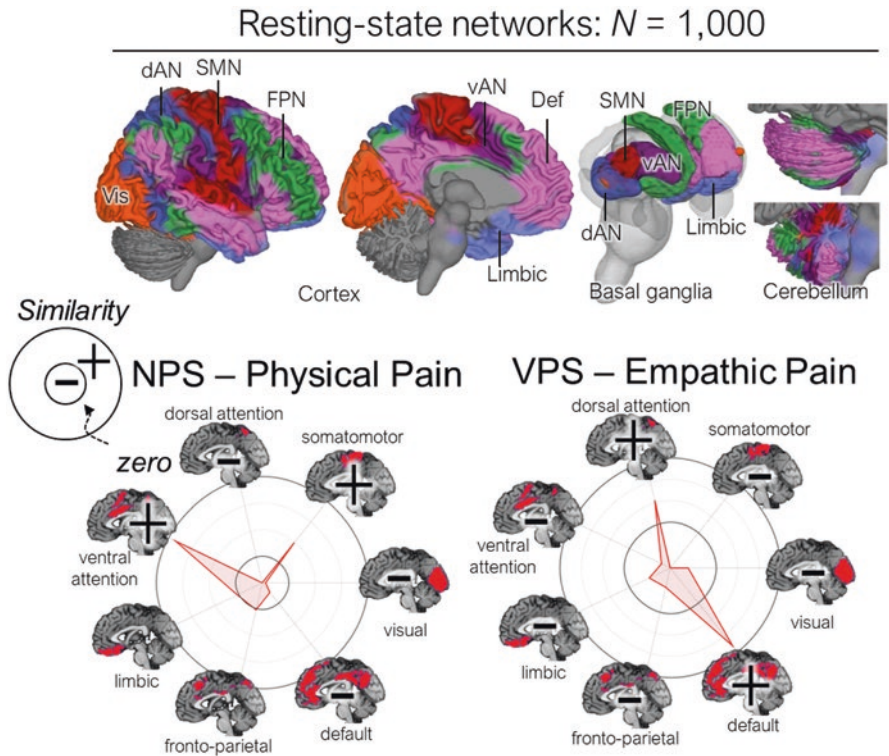 Resting-state networks: N = 1,000
dAN
SMN
FPN
Vis
vAN
Def
Limbic
SMN
FPN
vAN
dAN
Limbic
Cortex
Basal ganglia
Cerebellum
Similarity
+
−
zero
NPS – Physical Pain
dorsal attention
−
somatomotor
+
ventral
attention
+
visual
−
limbic
fronto-parietal
default
−
VPS – Empathic Pain
dorsal attention
+
somatomotor
−
ventral
attention
−
visual
−
limbic
−
fronto-parietal
−
default
+